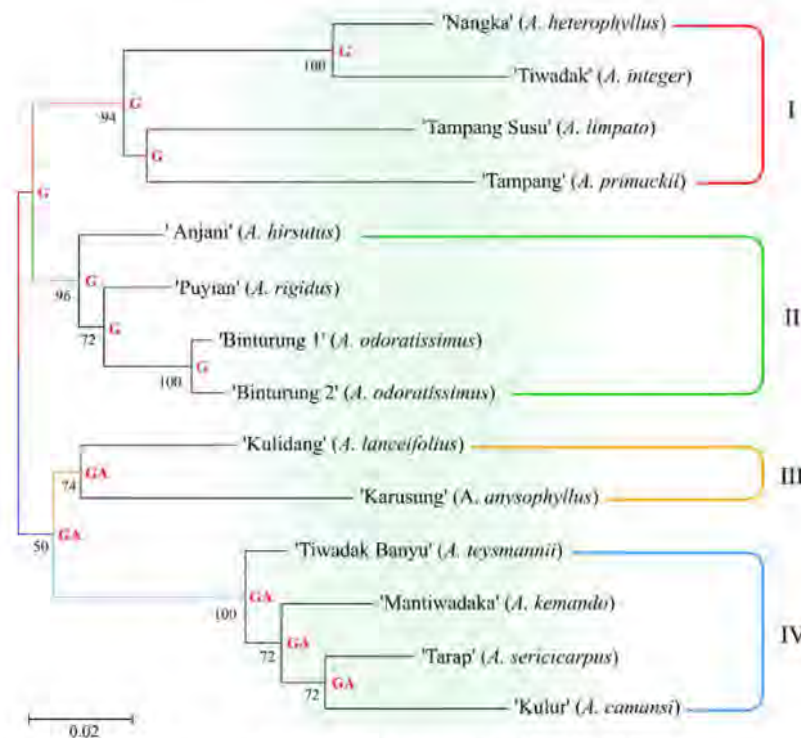 'Nangka' (A. heterophyllus)
G
100
'Tiwadak' (A. integer)
I
94
G
'Tampang Susu' (A. limpato)
G
'Tampang' (A. primackii)
G
'Anjani' (A. hirsutus)
96
G
'Puyian' (A. rigidus)
II
72
G
'Binturung 1' (A. odoratissimus)
G
100
'Binturung 2' (A. odoratissimus)
'Kulidang' (A. lanceifolius)
GA
74
III
'Karusung' (A. anysophyllus)
GA
50
'Tiwadak Banyu' (A. teysmannii)
GA
100
'Mantiwadaka' (A. kemando)
IV
GA
72
'Tarap' (A. sericicarpus)
GA
72
'Kulur' (A. camansi)
0.02